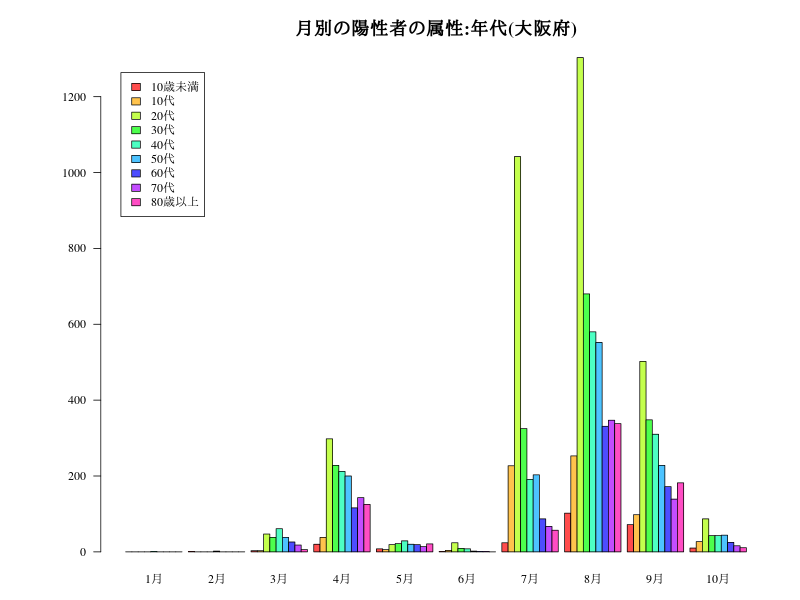 月別の陽性者の属性:年代(大阪府)
10歳未満
10代
20代
30代
40代
50代
60代
70代
80歳以上
1200
1000
800
600
400
200
0
1月 2月 3月 4月 5月 6月 7月 8月 9月 10月